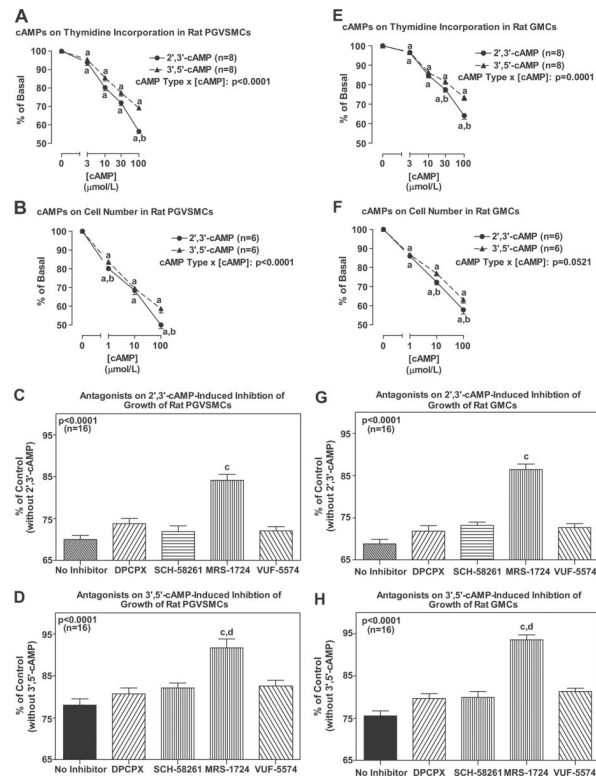 A
cAMPs on Thymidine Incorporation in Rat PGVSMCs
2',3'-cAMP (n=8)
3',5'-cAMP (n=8)
cAMP Type x [cAMP]: p<0.0001
% of Basal
100
90
80
70
60
50
a a a a
a a a a,b
0 3 10 30 100
[cAMP]
(μmol/L)
B
cAMPs on Cell Number in Rat PGVSMCs
2',3'-cAMP (n=6)
3',5'-cAMP (n=6)
cAMP Type x [cAMP]: p<0.0001
% of Basal
100
90
80
70
60
50
a a a
a,b a a,b
0 1 10 100
[cAMP]
(μmol/L)
C
Antagonists on 2',3'-cAMP-Induced Inhibtion of
Growth of Rat PGVSMCs
p<0.0001
(n=16)
% of Control
(without 2',3'-cAMP)
95
85
75
65
c
No Inhibitor DPCPX SCH-58261 MRS-1724 VUF-5574
D
Antagonists on 3',5'-cAMP-Induced Inhibition of
Growth of Rat PGVSMCs
p<0.0001
(n=16)
% of Control
(without 3',5'-cAMP)
95
85
75
65
c,d
No Inhibitor DPCPX SCH-58261 MRS-1724 VUF-5574
E
cAMPs on Thymidine Incorporation in Rat GMCs
2',3'-cAMP (n=8)
3',5'-cAMP (n=8)
cAMP Type x [cAMP]: p=0.0001
% of Basal
100
90
80
70
60
50
a a a a
a a a,b a,b
0 3 10 30 100
[cAMP]
(μmol/L)
F
cAMPs on Cell Number in Rat GMCs
2',3'-cAMP (n=6)
3',5'-cAMP (n=6)
cAMP Type x [cAMP]: p=0.0521
% of Basal
100
90
80
70
60
50
a a a
a a,b a,b
0 1 10 100
[cAMP]
(μmol/L)
G
Antagonists on 2',3'-cAMP-Induced Inhibition of
Growth of Rat GMCs
p<0.0001
(n=16)
% of Control
(without 2',3'-cAMP)
95
85
75
65
c
No Inhibitor DPCPX SCH-58261 MRS-1724 VUF-5574
H
Antagonists on 3',5'-cAMP-Induced Inhibition of
Growth of Rat GMCs
p<0.0001
(n=16)
% of Control
(without 3',5'-cAMP)
95
85
75
65
c,d
No Inhibitor DPCPX SCH-58261 MRS-1724 VUF-5574